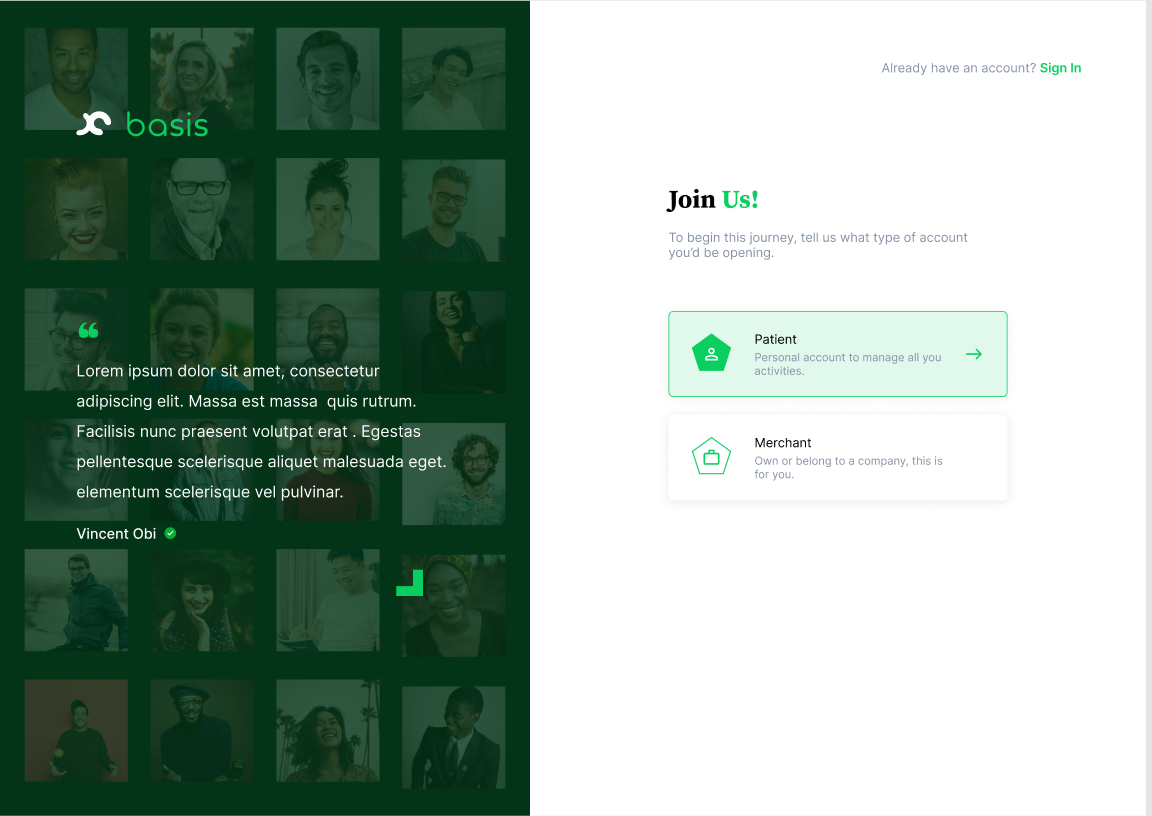 basis
❝
Lorem ipsum dolor sit amet, consectetur
adipiscing elit. Massa est massa  quis rutrum.
Facilisis nunc praesent volutpat erat . Egestas
pellentesque scelerisque aliquet malesuada eget.
elementum scelerisque vel pulvinar.
Vincent Obi
Already have an account? Sign In
Join Us!
To begin this journey, tell us what type of account
you'd be opening.
Patient
Personal account to manage all you
activities.
Merchant
Own or belong to a company, this is
for you.